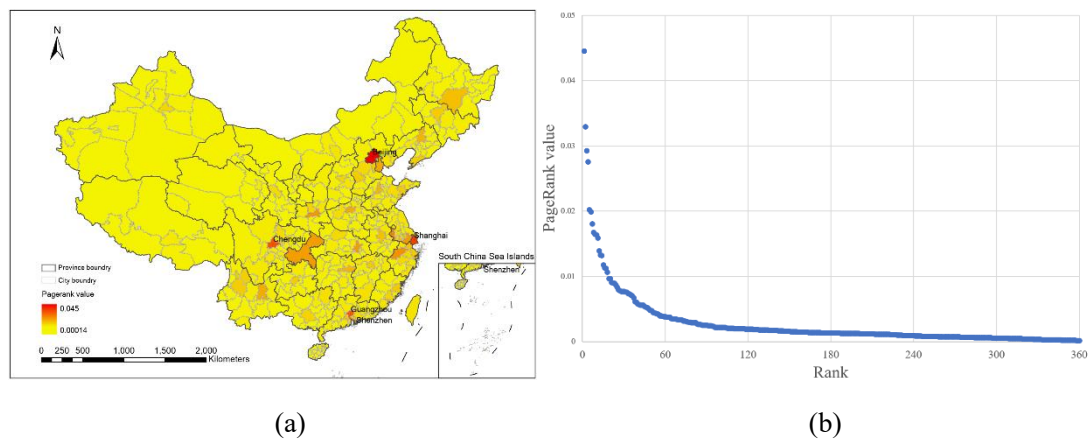 N
Beijing
Shanghai
Chengdu
Guangzhou
Shenzhen
South China Sea Islands
Shenzhen
Province boundry
City boundry
Pagerank value
0.045
0.00014
0 250 500 1,000 1,500 2,000
Kilometers
(a)
0.05
0.04
0.03
0.02
0.01
0
PageRank value
0 60 120 180 240 300 360
Rank
(b)